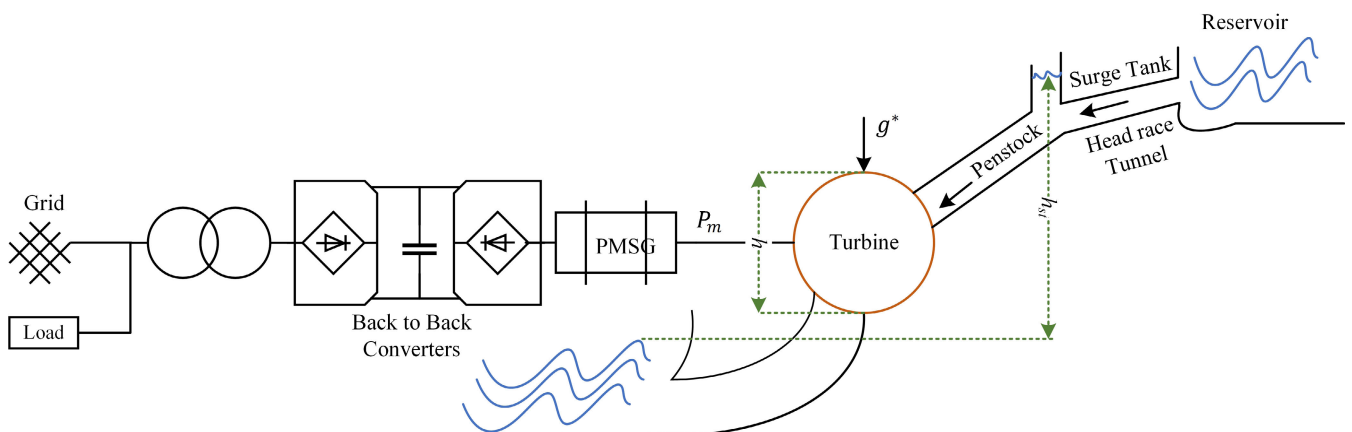 Reservoir
Surge Tank
g*
Penstock
Head race
Tunnel
Grid
P_m
h
h_st
PMSG
Turbine
Load
Back to Back
Converters